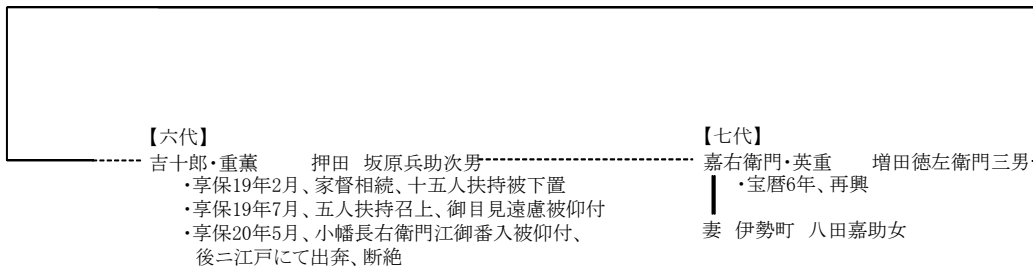 【六代】
吉十郎・重薫　　押田　坂原兵助次男
・享保19年2月、家督相続、十五人扶持被下置
・享保19年7月、五人扶持召上、御目見遠慮被仰付
・享保20年5月、小幡長右衛門江御番入被仰付、
後ニ江戸にて出奔、断絶
【七代】
嘉右衛門・英重　　増田徳左衛門三男
・宝暦6年、再興
妻　伊勢町　八田嘉助女